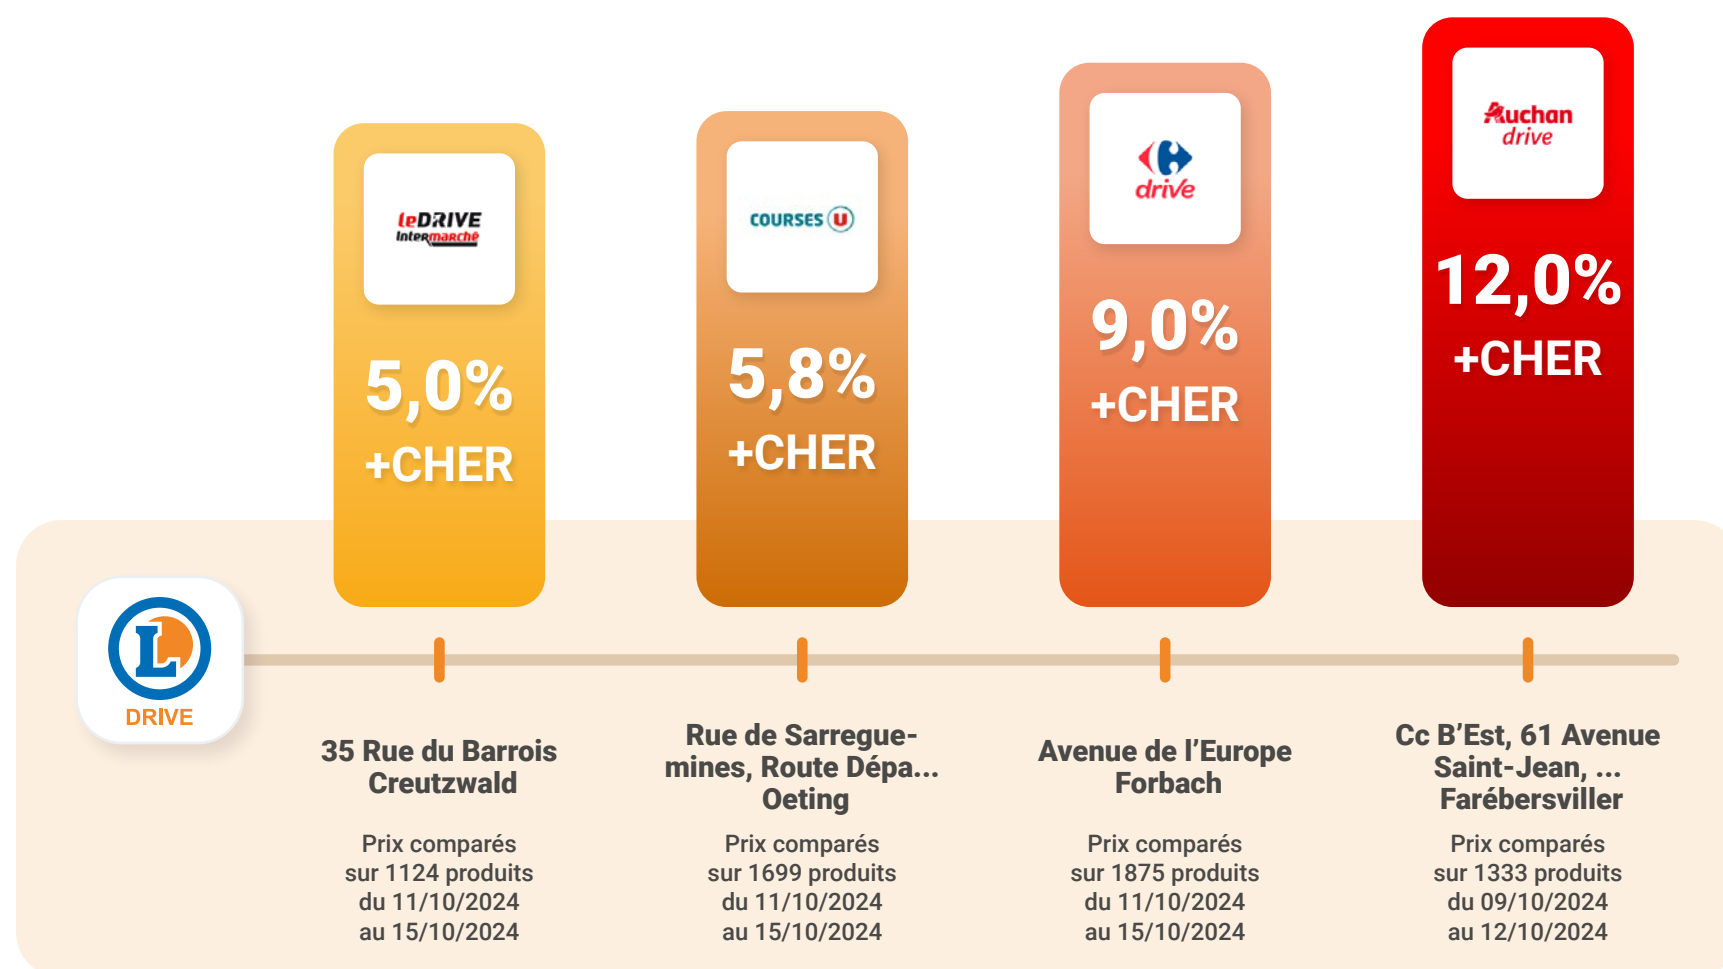 leDRIVE
Intermarché
5,0%
+CHER
COURSES U
5,8%
+CHER
drive
9,0%
+CHER
Auchan
drive
12,0%
+CHER
L
DRIVE
35 Rue du Barrois
Creutzwald
Prix comparés
sur 1124 produits
du 11/10/2024
au 15/10/2024
Rue de Sarregue-
mines, Route Dépa...
Oeting
Prix comparés
sur 1699 produits
du 11/10/2024
au 15/10/2024
Avenue de l’Europe
Forbach
Prix comparés
sur 1875 produits
du 11/10/2024
au 15/10/2024
Cc B’Est, 61 Avenue
Saint-Jean, ...
Farébersviller
Prix comparés
sur 1333 produits
du 09/10/2024
au 12/10/2024